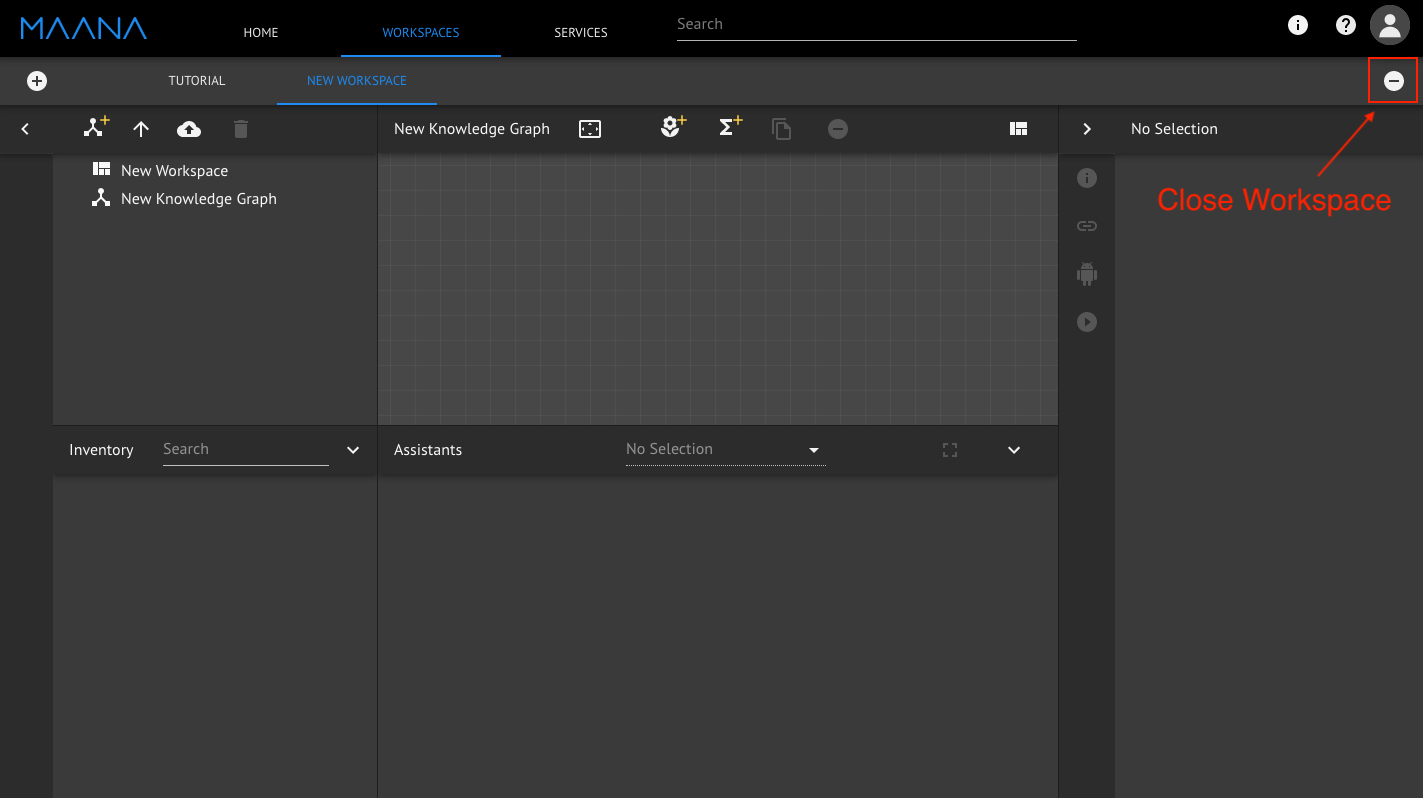 MAANA
HOME
WORKSPACES
SERVICES
Search
TUTORIAL
NEW WORKSPACE
New Knowledge Graph
No Selection
New Workspace
New Knowledge Graph
Close Workspace
Inventory
Search
Assistants
No Selection